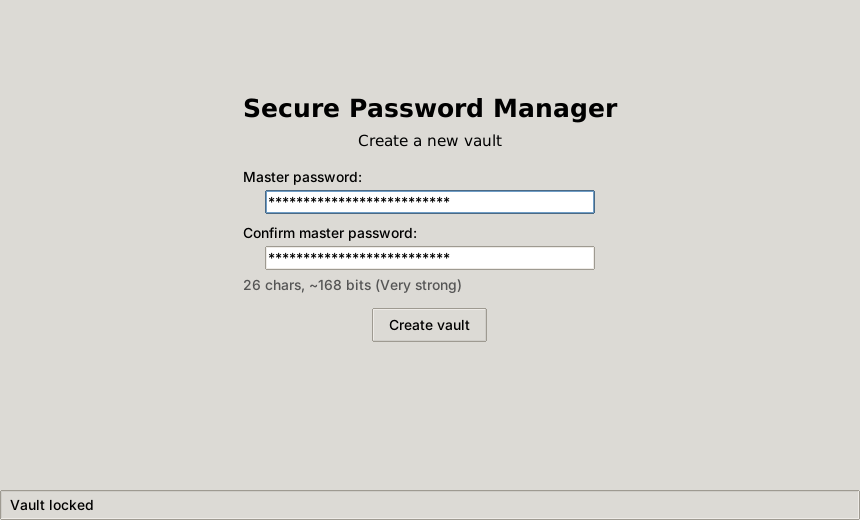 Secure Password Manager
Create a new vault
Master password:
**************************
Confirm master password:
**************************
26 chars, ~168 bits (Very strong)
Create vault
Vault locked